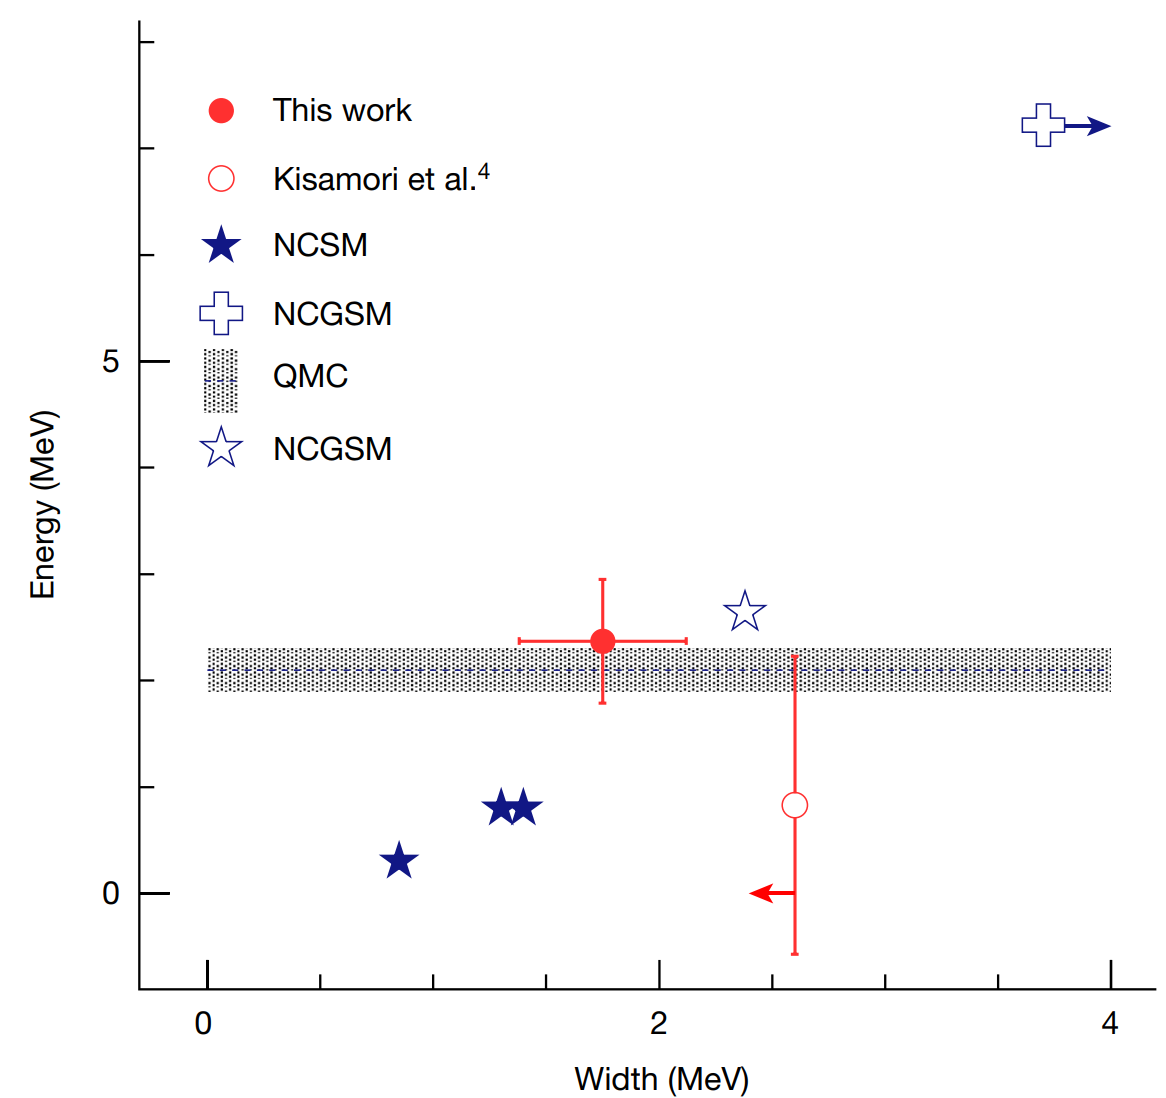 This work
Kisamori et al.⁴
NCSM
NCGSM
5
QMC
NCGSM
Energy (MeV)
0
0 2 4
Width (MeV)